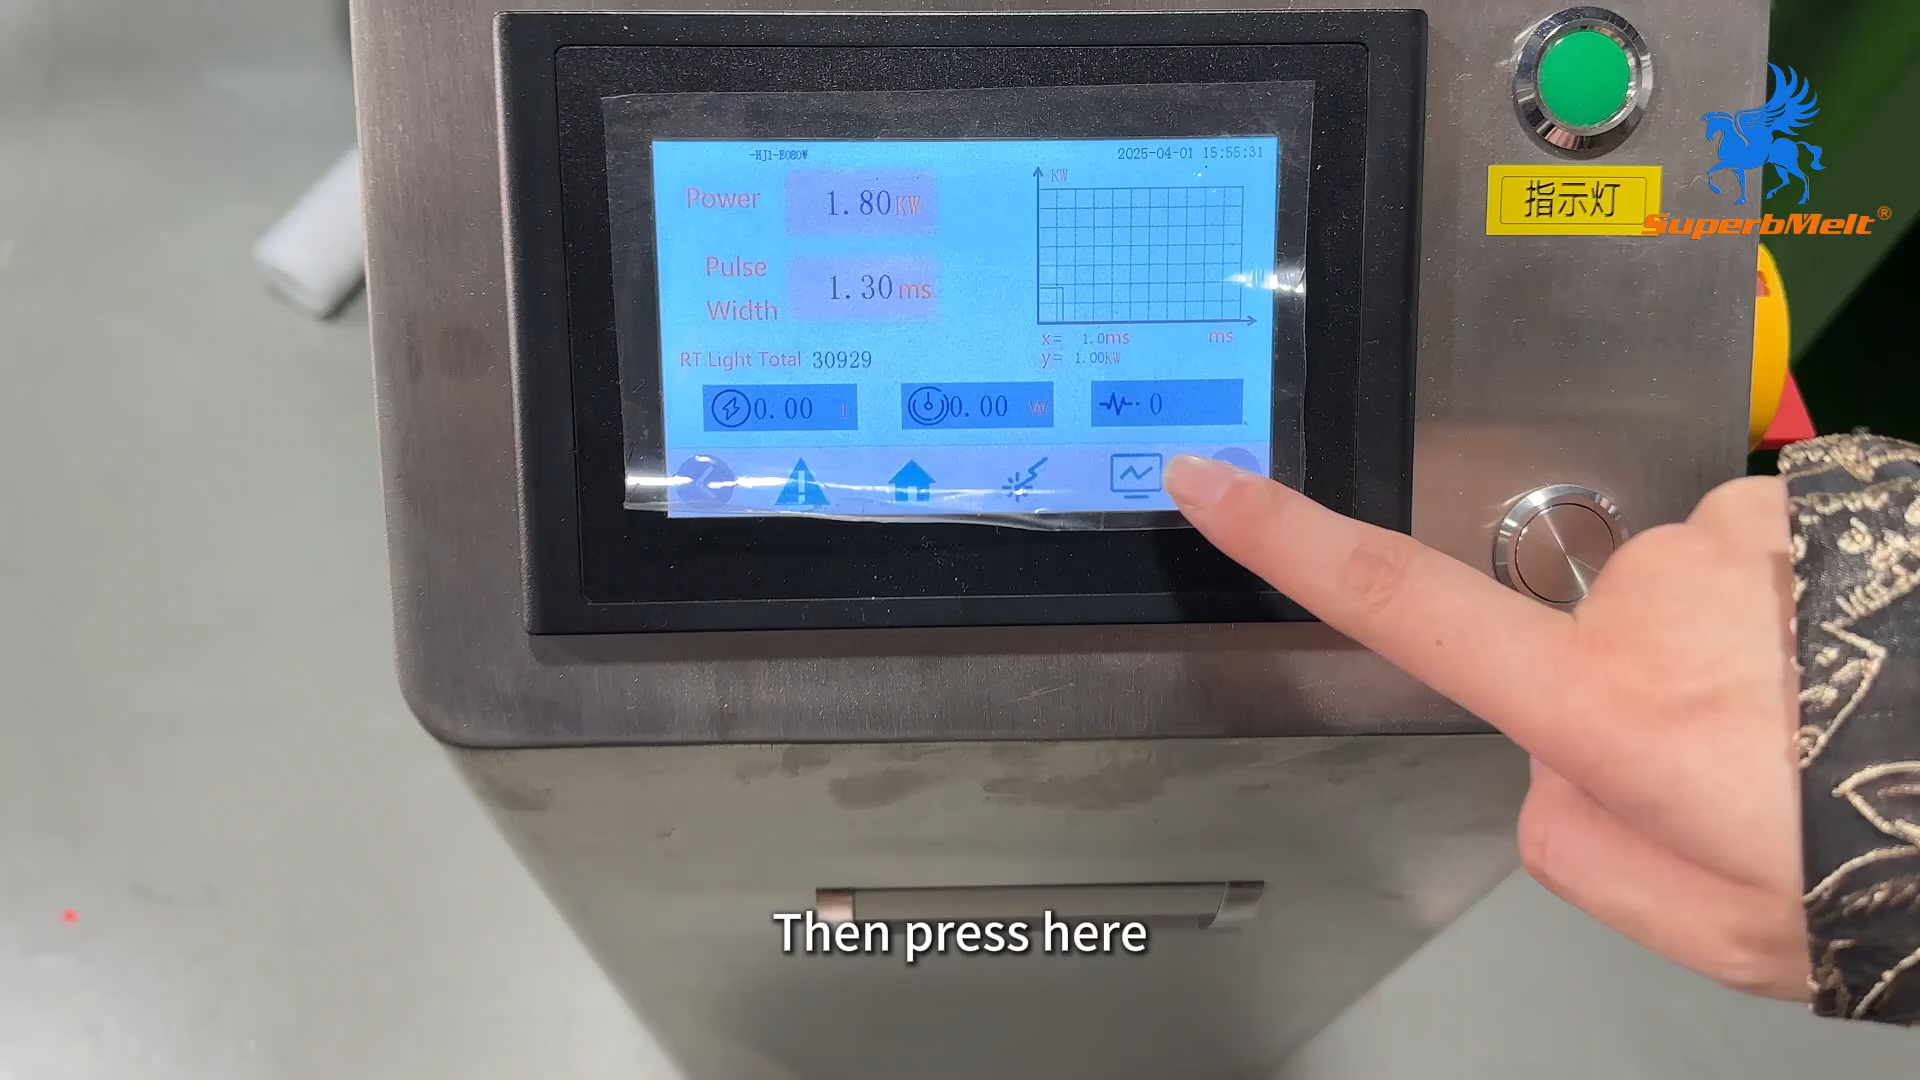 -HJ1-E080W
2025-04-01 15:55:31
Power 1.80KW
Pulse Width 1.30ms
KW
x= 1.0ms
ms
y= 1.00KW
RT Light Total: 30929
0.00 J
0.00 W
0
指示灯
SuperbMelt®
Then press here